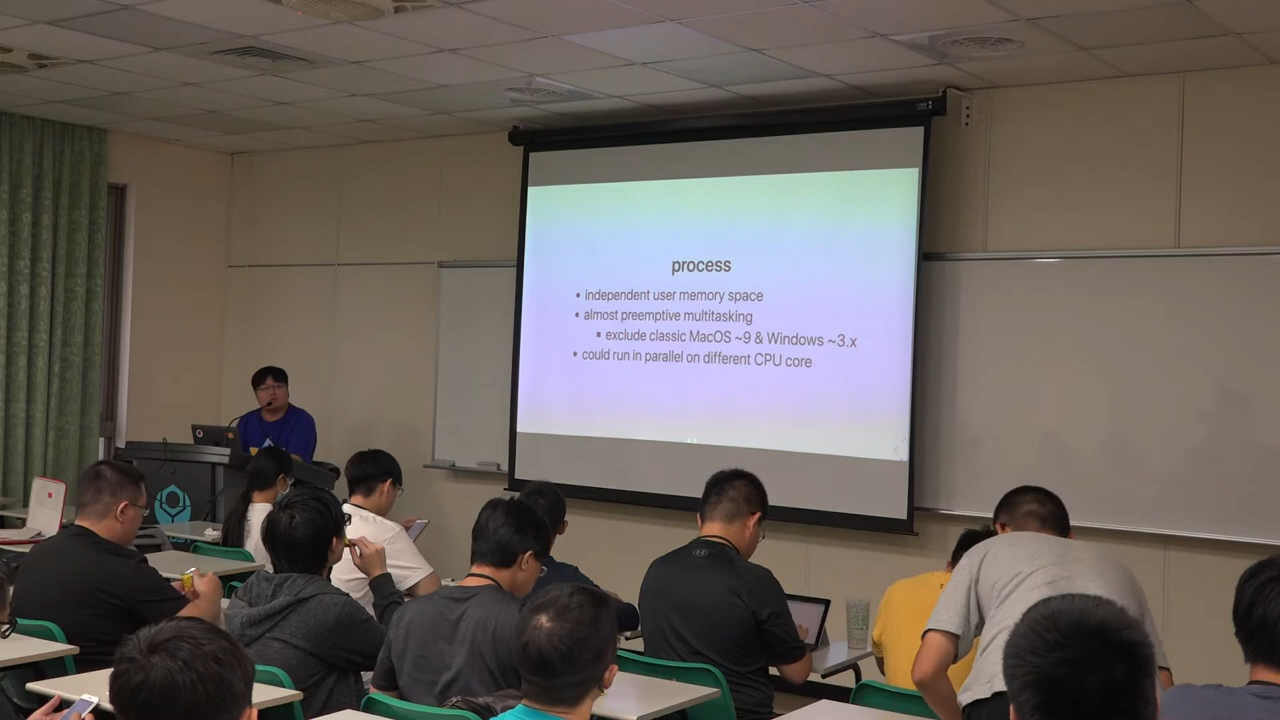 process
• independent user memory space
• almost preemptive multitasking
▪ exclude classic MacOS ~9 & Windows ~3.x
• could run in parallel on different CPU core